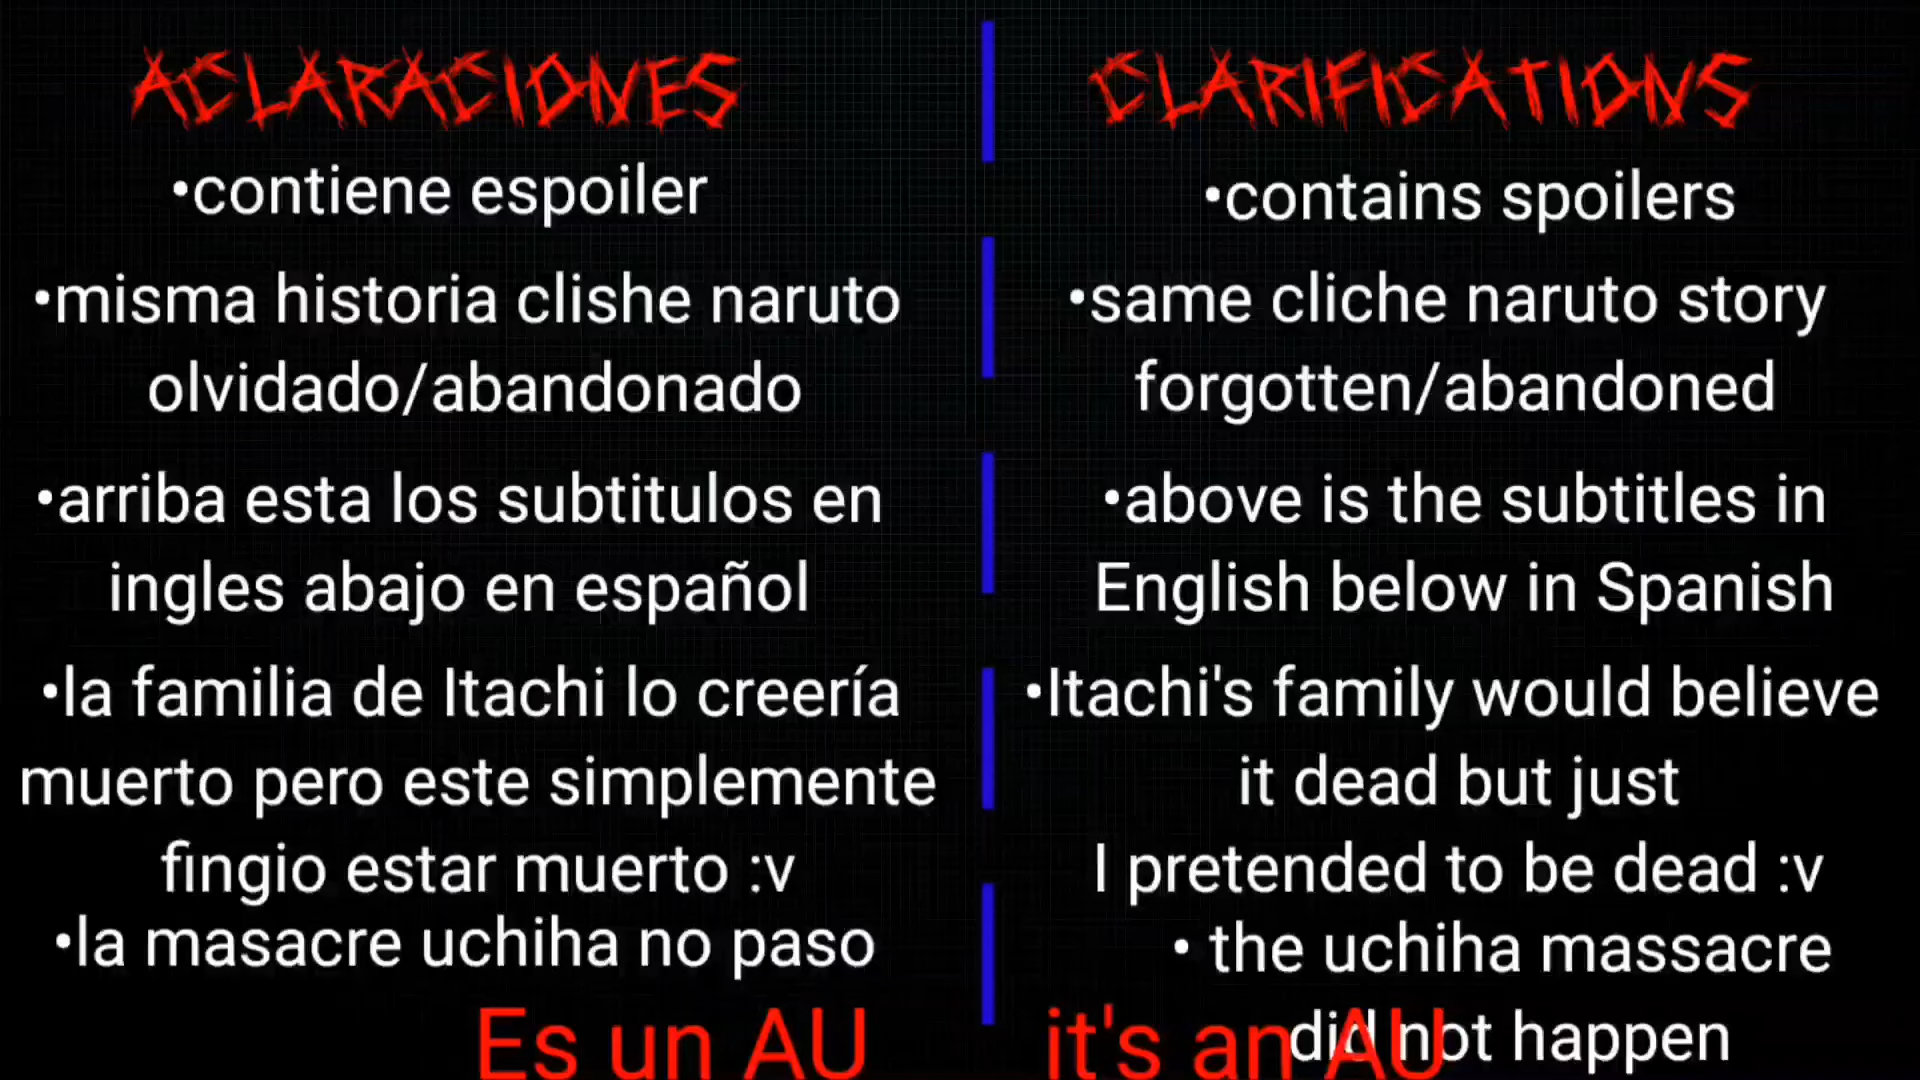 ACLARACIONES
•contiene espoiler
•misma historia clishe naruto
olvidado/abandonado
•arriba esta los subtitulos en
ingles abajo en español
•la familia de Itachi lo creería
muerto pero este simplemente
fingio estar muerto :v
•la masacre uchiha no paso
Es un AU
CLARIFICATIONS
•contains spoilers
•same cliche naruto story
forgotten/abandoned
•above is the subtitles in
English below in Spanish
•Itachi's family would believe
it dead but just
I pretended to be dead :v
• the uchiha massacre
did not happen
it's an AU